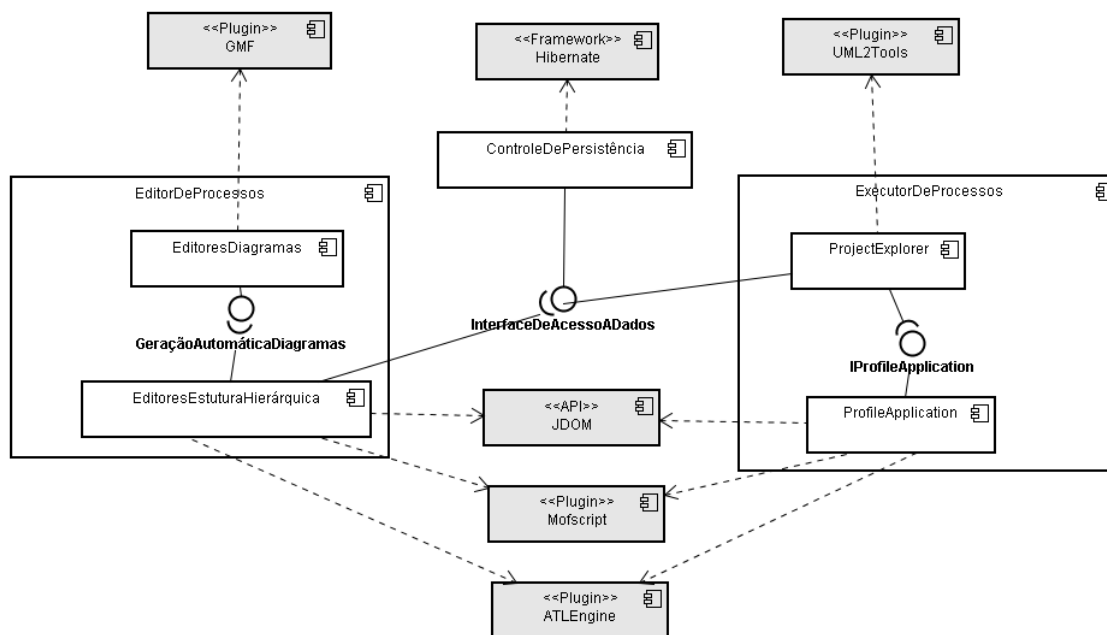 <<Plugin>>
GMF
<<Framework>>
Hibernate
<<Plugin>>
UML2Tools
ControleDePersistência
EditorDeProcessos
ExecutorDeProcessos
EditoresDiagramas
ProjectExplorer
InterfaceDeAcessoADados
GeraçãoAutomáticaDiagramas
IProfileApplication
EditoresEstuturaHierárquica
<<API>>
JDOM
ProfileApplication
<<Plugin>>
Mofscript
<<Plugin>>
ATLEngine